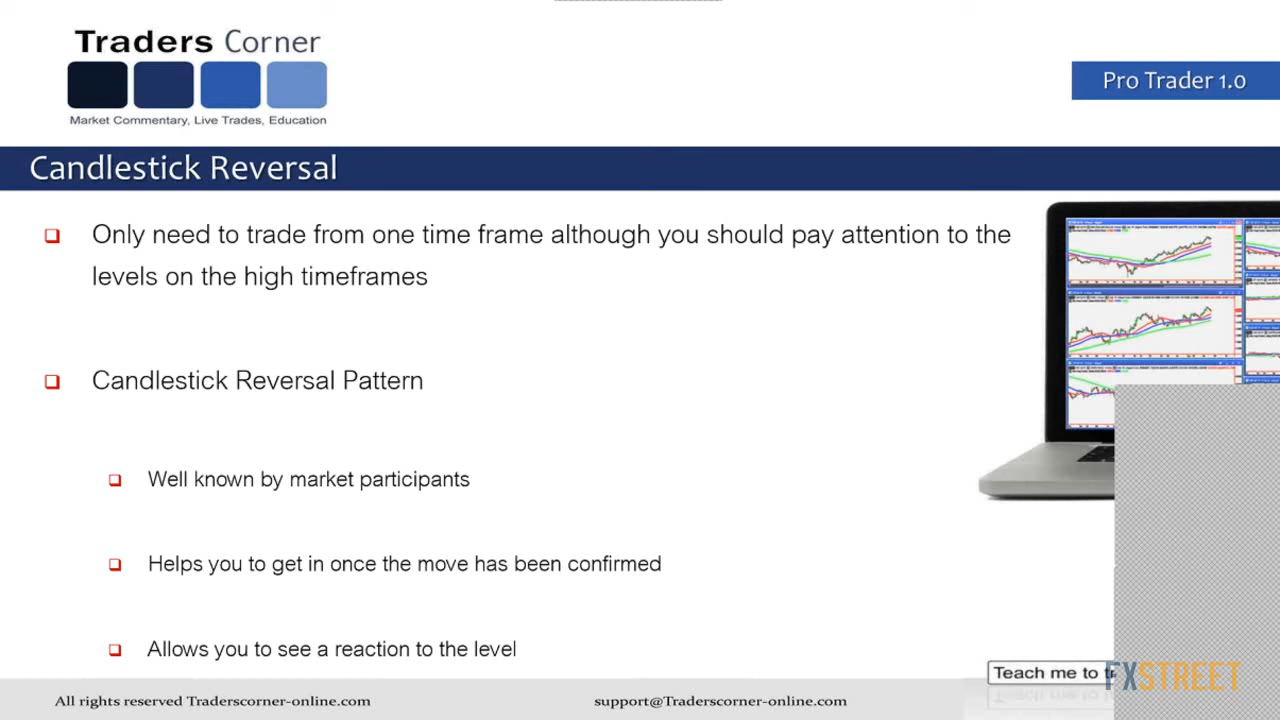 Traders Corner
Market Commentary, Live Trades, Education
Pro Trader 1.0
Candlestick Reversal
Only need to trade from one time frame although you should pay attention to the
levels on the high timeframes
Candlestick Reversal Pattern
Well known by market participants
Helps you to get in once the move has been confirmed
Allows you to see a reaction to the level
Teach me to
FXSTREET
All rights reserved Traderscorner-online.com
support@Traderscorner-online.com